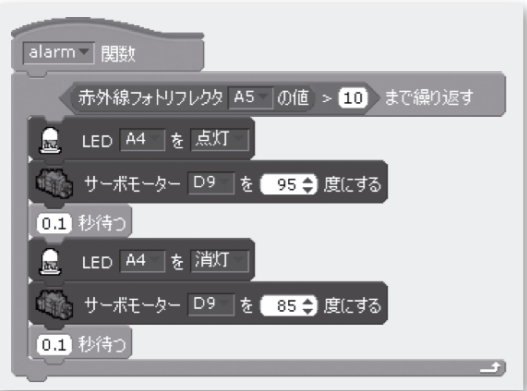 alarm 関数
赤外線フォトリフレクタ A5 の値 > 10 まで繰り返す
LED A4 を 点灯
サーボモーター D9 を 95 度にする
0.1 秒待つ
LED A4 を 消灯
サーボモーター D9 を 85 度にする
0.1 秒待つ